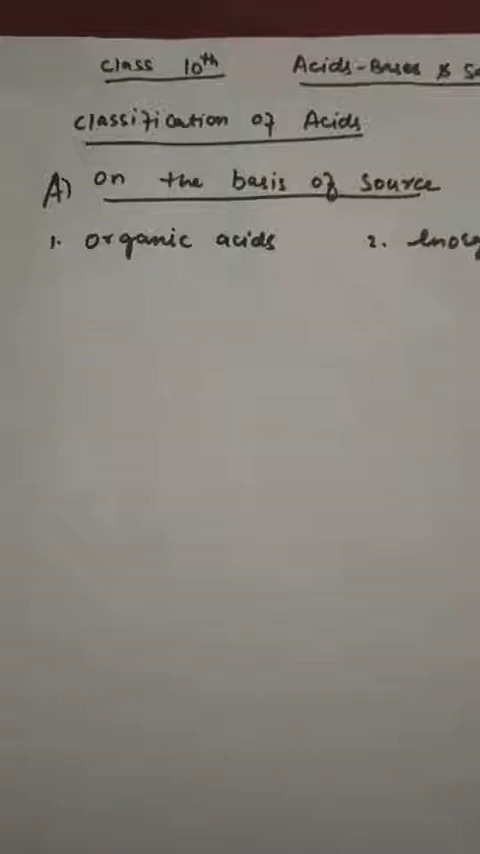 class 10th Acids-Bases &
classification of Acids
A) on the basis of source
1. organic acids 2.